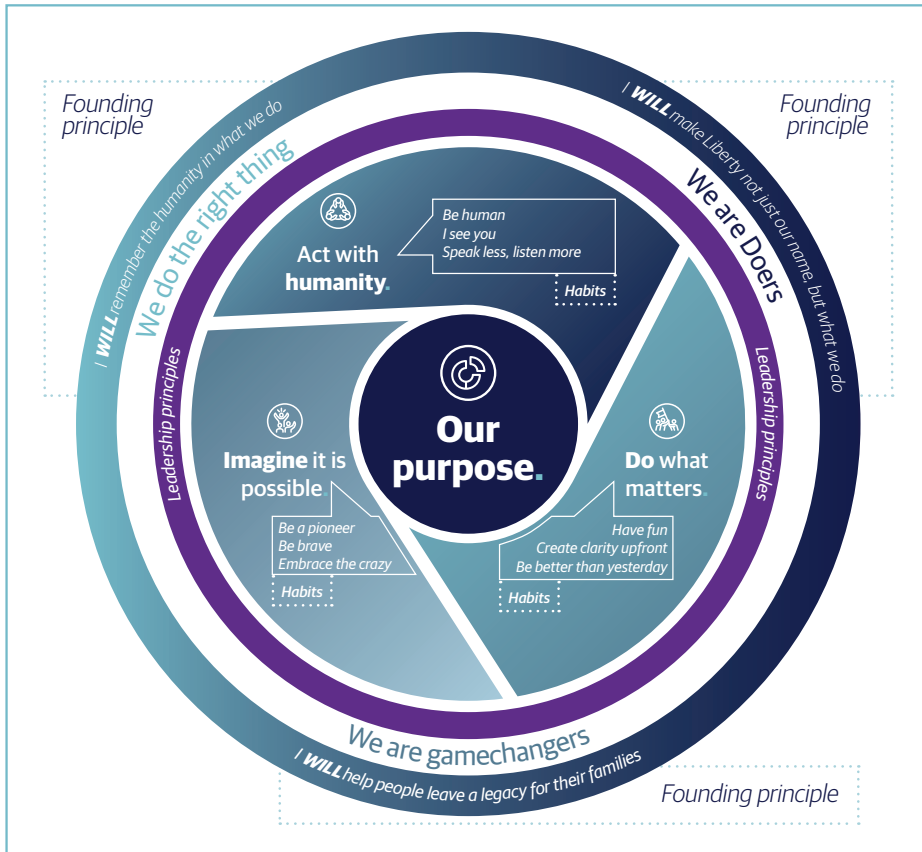 Founding
principle
Founding
principle
I WILL remember the humanity in what we do
I WILL make Liberty not just our name, but what we do
We do the right thing
We are Doers
Leadership principles
Leadership principles
Act with
humanity.
Be human
I see you
Speak less, listen more
Habits
Our
purpose.
Imagine it is
possible.
Be a pioneer
Be brave
Embrace the crazy
Habits
Do what
matters.
Have fun
Create clarity upfront
Be better than yesterday
Habits
We are gamechangers
I WILL help people leave a legacy for their families
Founding principle